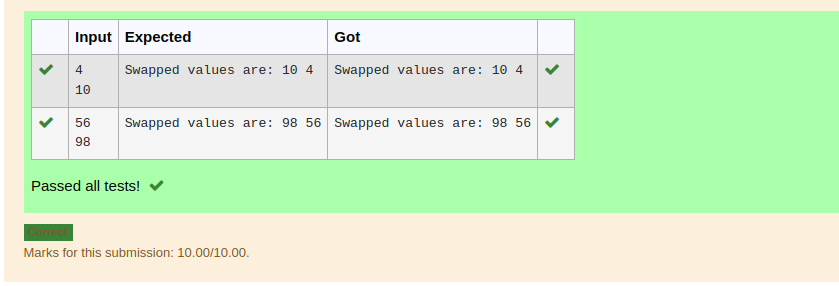 Input Expected Got
4 Swapped values are: 10 4 Swapped values are: 10 4
10
56 Swapped values are: 98 56 Swapped values are: 98 56
98
Passed all tests!
Correct
Marks for this submission: 10.00/10.00.